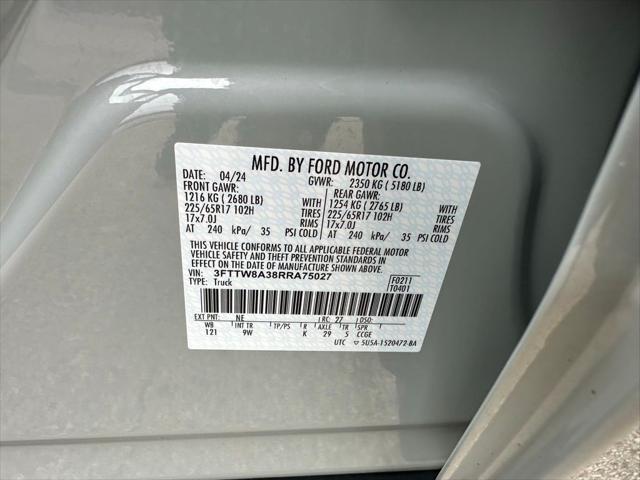 MFD. BY FORD MOTOR CO.
DATE: 04/24 GVWR: 2350 KG ( 5180 LB)
FRONT GAWR: REAR GAWR:
1216 KG ( 2680 LB) WITH 1254 KG ( 2765 LB) WITH
225/65R17 102H TIRES 225/65R17 102H TIRES
17x7.0J RIMS 17x7.0J RIMS
AT 240 kPa/ 35 PSI COLD AT 240 kPa/ 35 PSI COLD
THIS VEHICLE CONFORMS TO ALL APPLICABLE FEDERAL MOTOR
VEHICLE SAFETY AND THEFT PREVENTION STANDARDS IN
EFFECT ON THE DATE OF MANUFACTURE SHOWN ABOVE.
VIN: 3FTTW8A38RRA75027 F0211
TYPE: Truck T0401
EXT PNT: NE RC: 27 DSO:
WB INT TR TP/PS R AXLE TR SPR
121 9W K 29 5 CCGE
UTC ▽ 5U5A-1520472-BA